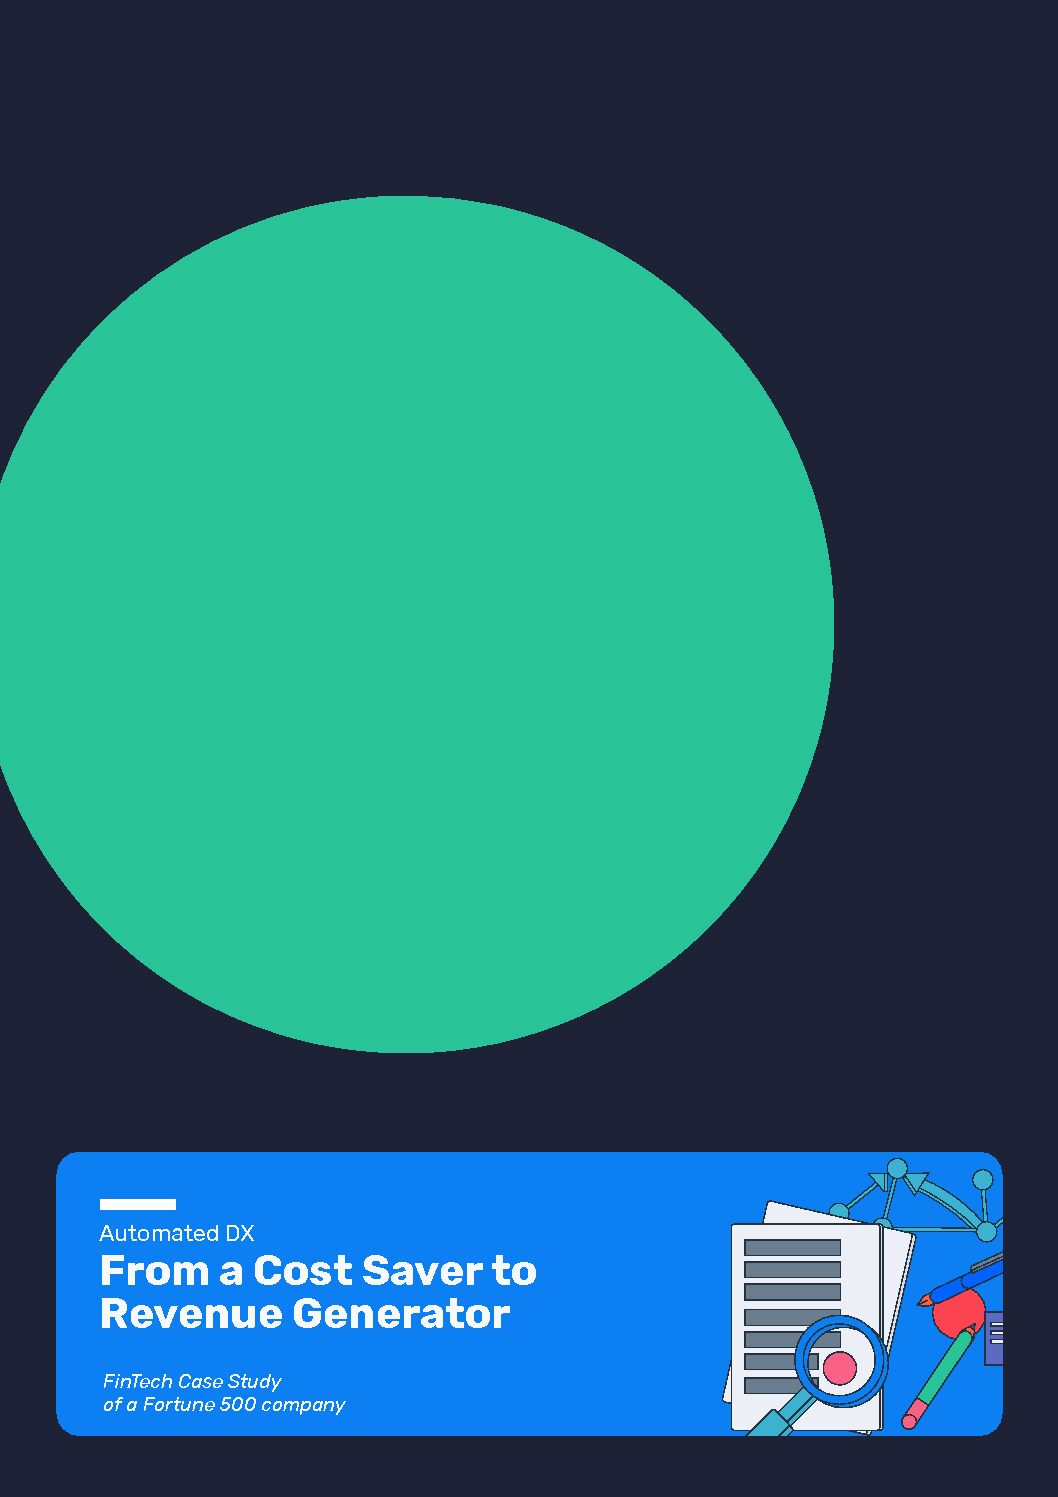 Automated DX
From a Cost Saver to
Revenue Generator
FinTech Case Study
of a Fortune 500 company